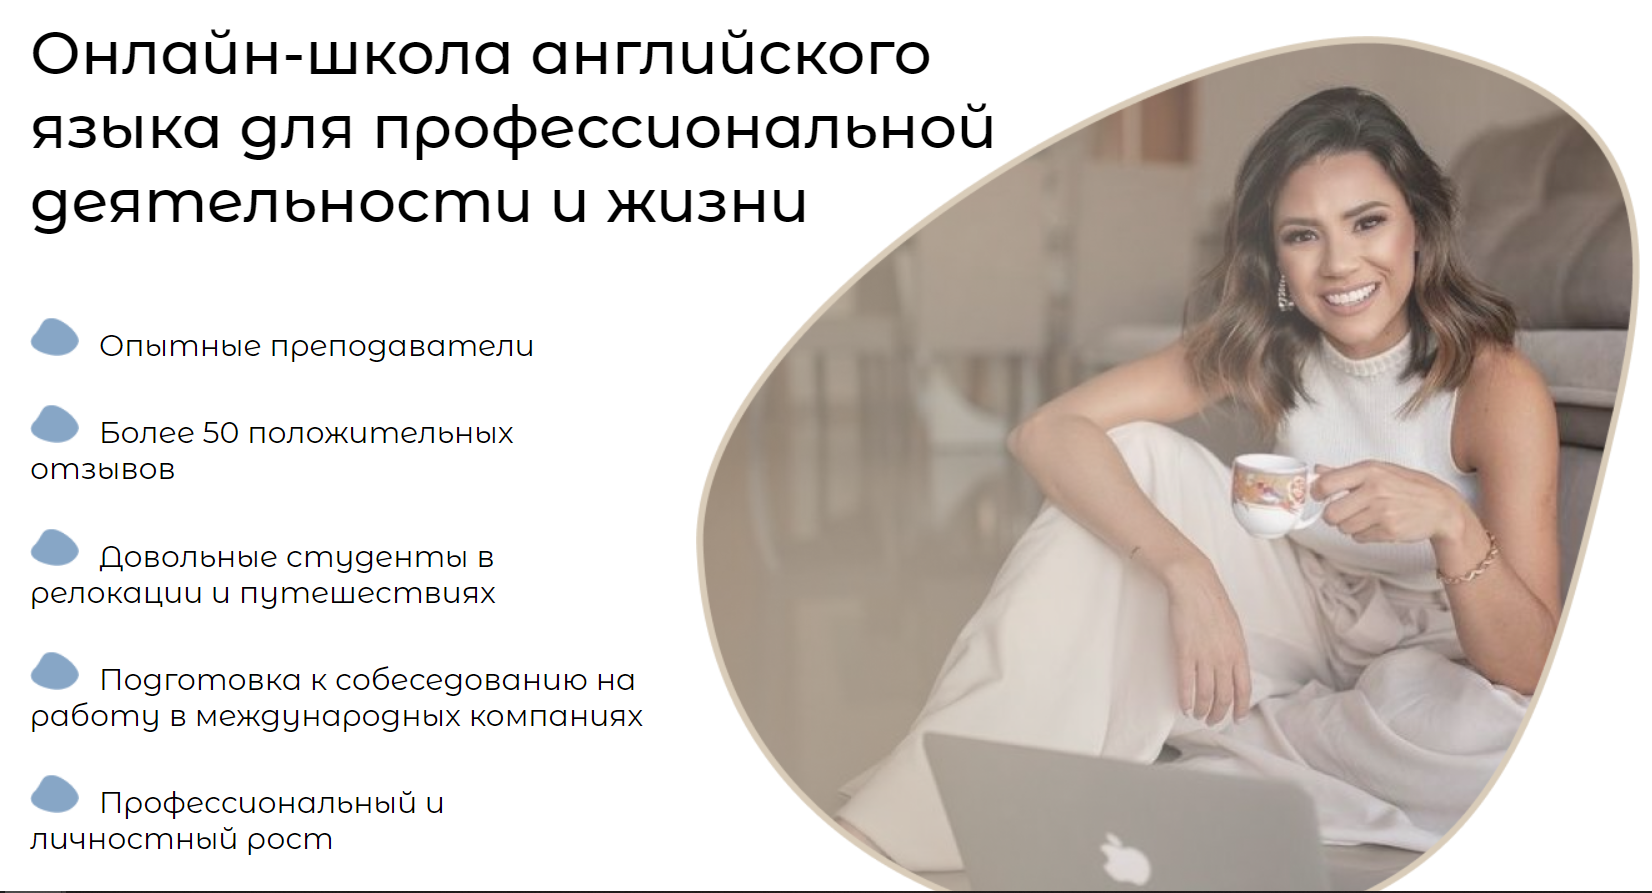 Онлайн-школа английского
языка для профессиональной
деятельности и жизни
Опытные преподаватели
Более 50 положительных
отзывов
Довольные студенты в
релокации и путешествиях
Подготовка к собеседованию на
работу в международных компаниях
Профессиональный и
личностный рост